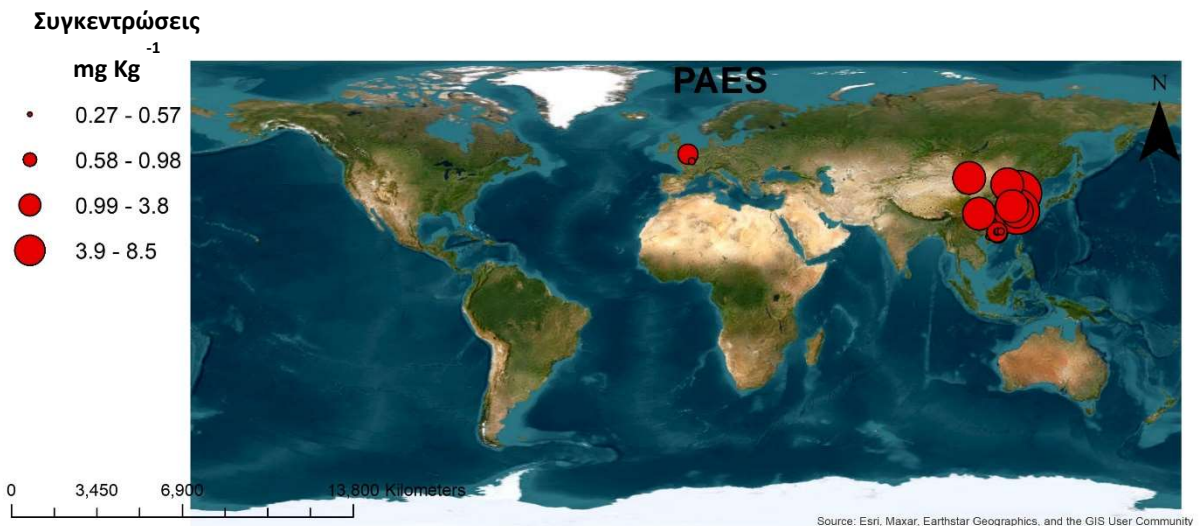 Συγκεντρώσεις
mg Kg -1
0.27 - 0.57
0.58 - 0.98
0.99 - 3.8
3.9 - 8.5
PAES
N
0 3,450 6,900 13,800 Kilometers
Source: Esri, Maxar, Earthstar Geographics, and the GIS User Community